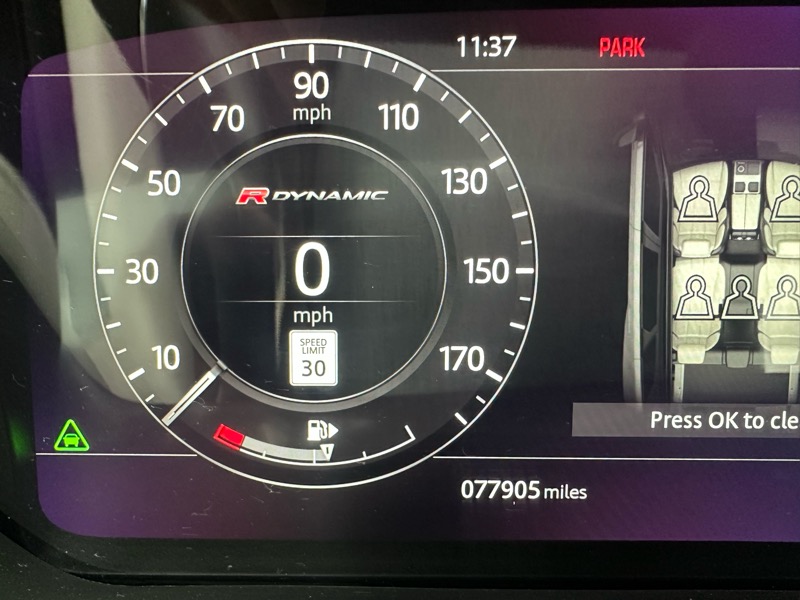 11:37 PARK
90
mph
70 110
50 130
R DYNAMIC
30 0 150
mph
SPEED
LIMIT
30
10 170
Press OK to cle
077905 miles